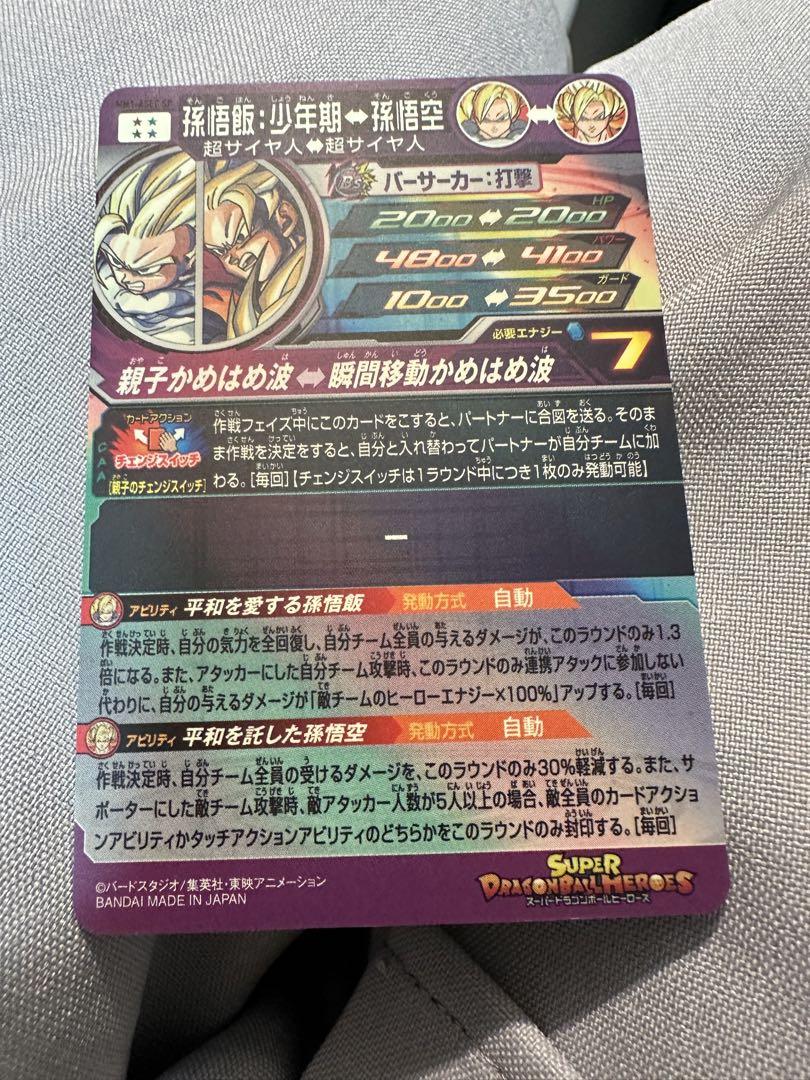 孫悟飯:少年期⇔孫悟空
超サイヤ人⇔超サイヤ人
バーサーカー:打撃
HP
2000⇔2000
パワー
4800⇔4100
ガード
1000⇔3500
必要エナジー 7
親子かめはめ波⇔瞬間移動かめはめ波
カードアクション
チェンジスイッチ
[親子のチェンジスイッチ]
CAA
作戦フェイズ中にこのカードをこすると、パートナーに合図を送る。そのま
ま作戦を決定をすると、自分と入れ替わってパートナーが自分チームに加
わる。[毎回]【チェンジスイッチは1ラウンド中につき1枚のみ発動可能】
ー
アビリティ 平和を愛する孫悟飯 発動方式 自動
作戦決定時、自分の気力を全回復し、自分チーム全員の与えるダメージが、このラウンドのみ1.3
倍になる。また、アタッカーにした自分チーム攻撃時、このラウンドのみ連携アタックに参加しない
代わりに、自分の与えるダメージが「敵チームのヒーローエナジー×100%」アップする。[毎回]
アビリティ 平和を託した孫悟空 発動方式 自動
作戦決定時、自分チーム全員の受けるダメージを、このラウンドのみ30%軽減する。また、サ
ポーターにした敵チーム攻撃時、敵アタッカー人数が5人以上の場合、敵全員のカードアクショ
ンアビリティかタッチアクションアビリティのどちらかをこのラウンドのみ封印する。[毎回]
©バードスタジオ/集英社・東映アニメーション
BANDAI MADE IN JAPAN
SUPER
DRAGONBALL HEROES
スーパードラゴンボールヒーローズ